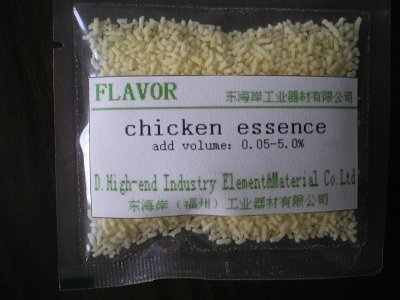 FLAVOR 东海岸工业器材有限公司
chicken essence
add volume: 0.05-5.0%
D.High-end Industry Element&Material Co.Ltd
东海岸（福州）工业器材有限公司